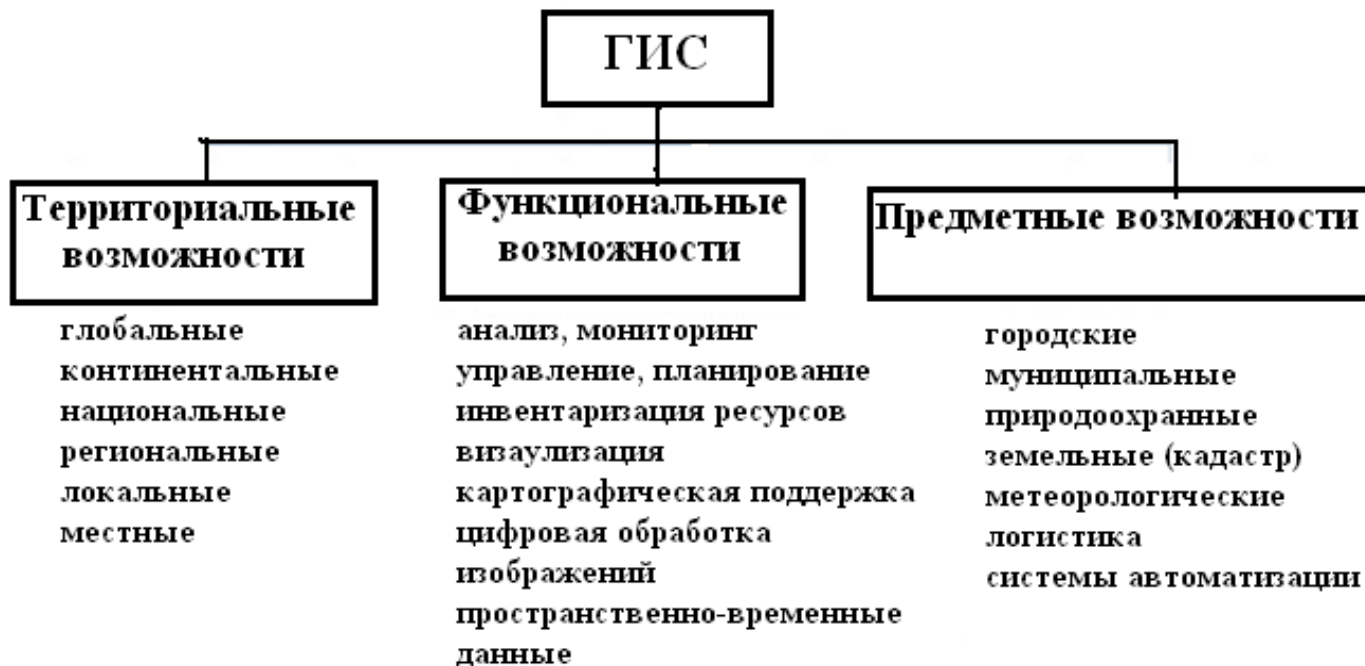 ГИС
Территориальные
возможности
глобальные
континентальные
национальные
региональные
локальные
местные
Функциональные
возможности
анализ, мониторинг
управление, планирование
инвентаризация ресурсов
визаулизация
картографическая поддержка
цифровая обработка
изображений
пространственно-временные
данные
Предметные возможности
городские
муниципальные
природоохранные
земельные (кадастр)
метеорологические
логистика
системы автоматизации